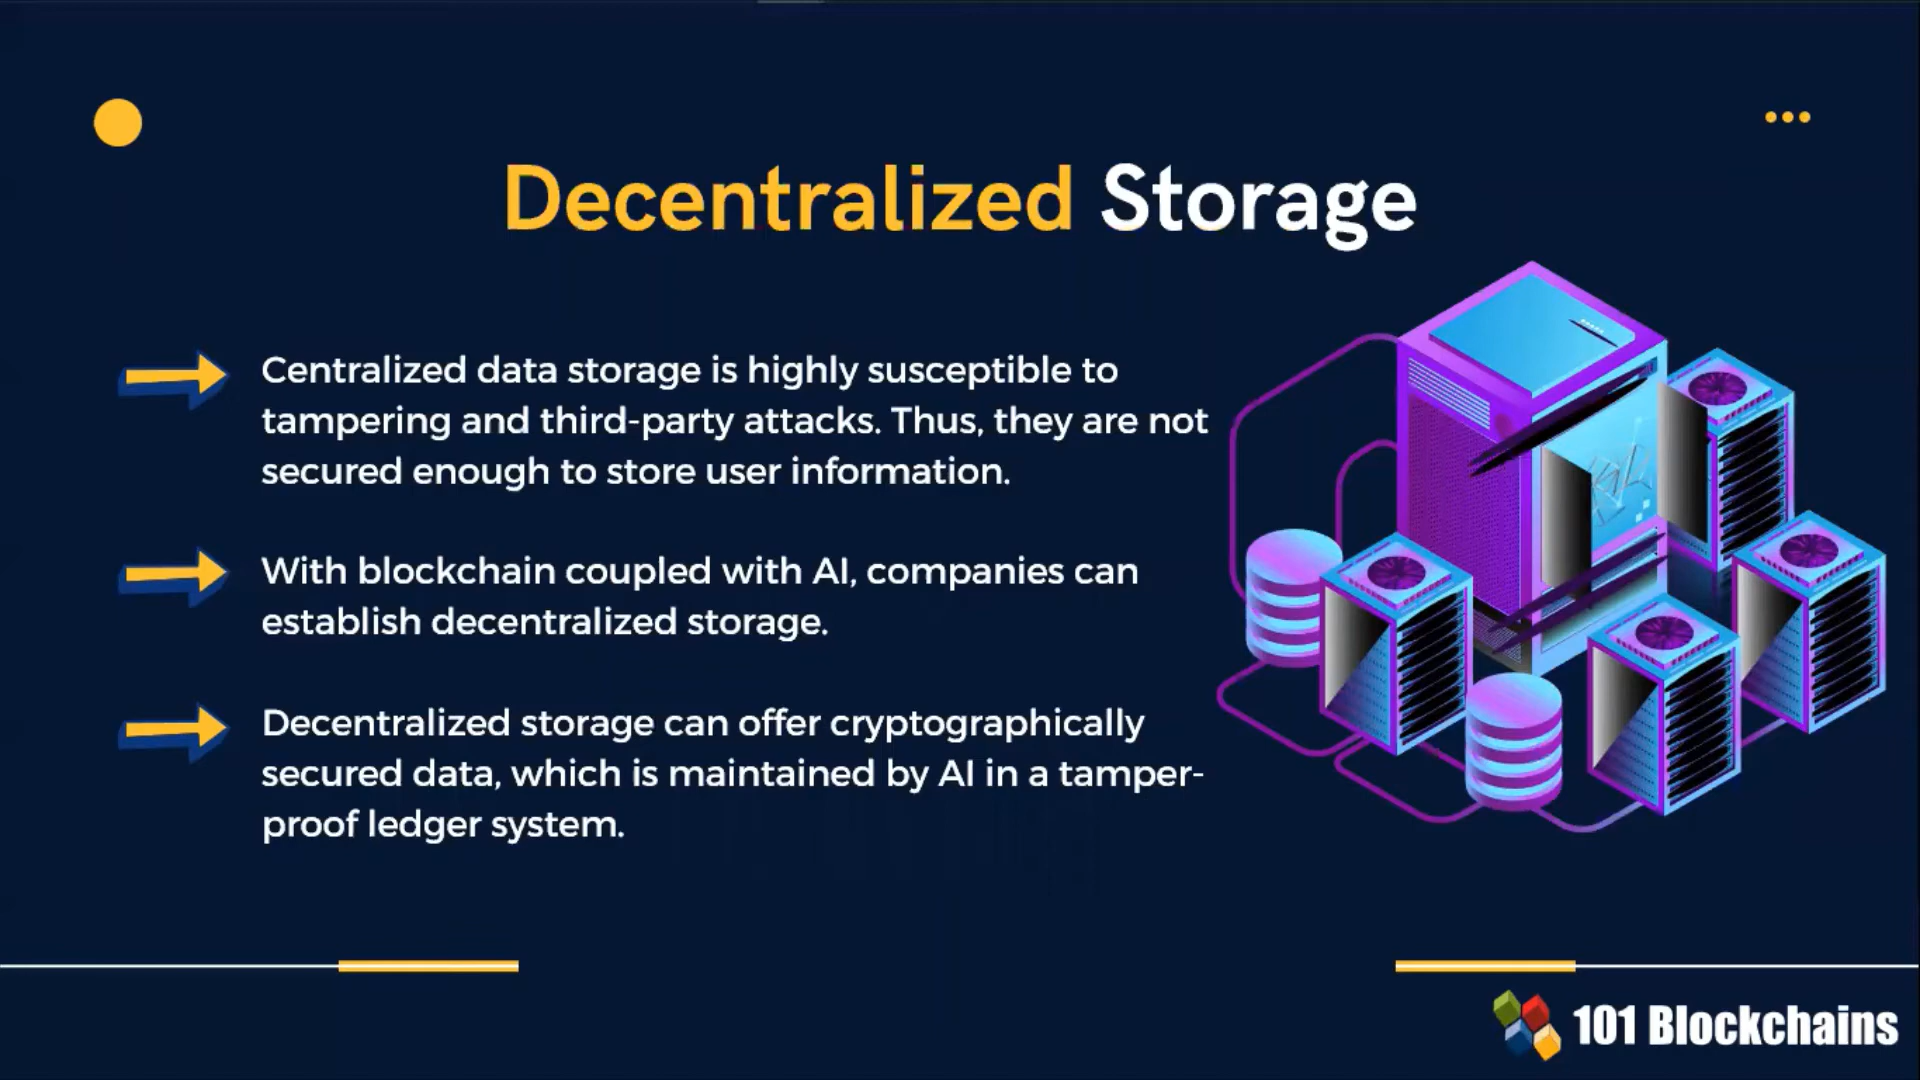 Decentralized Storage
Centralized data storage is highly susceptible to
tampering and third-party attacks. Thus, they are not
secured enough to store user information.
With blockchain coupled with AI, companies can
establish decentralized storage.
Decentralized storage can offer cryptographically
secured data, which is maintained by AI in a tamper-
proof ledger system.
101 Blockchains